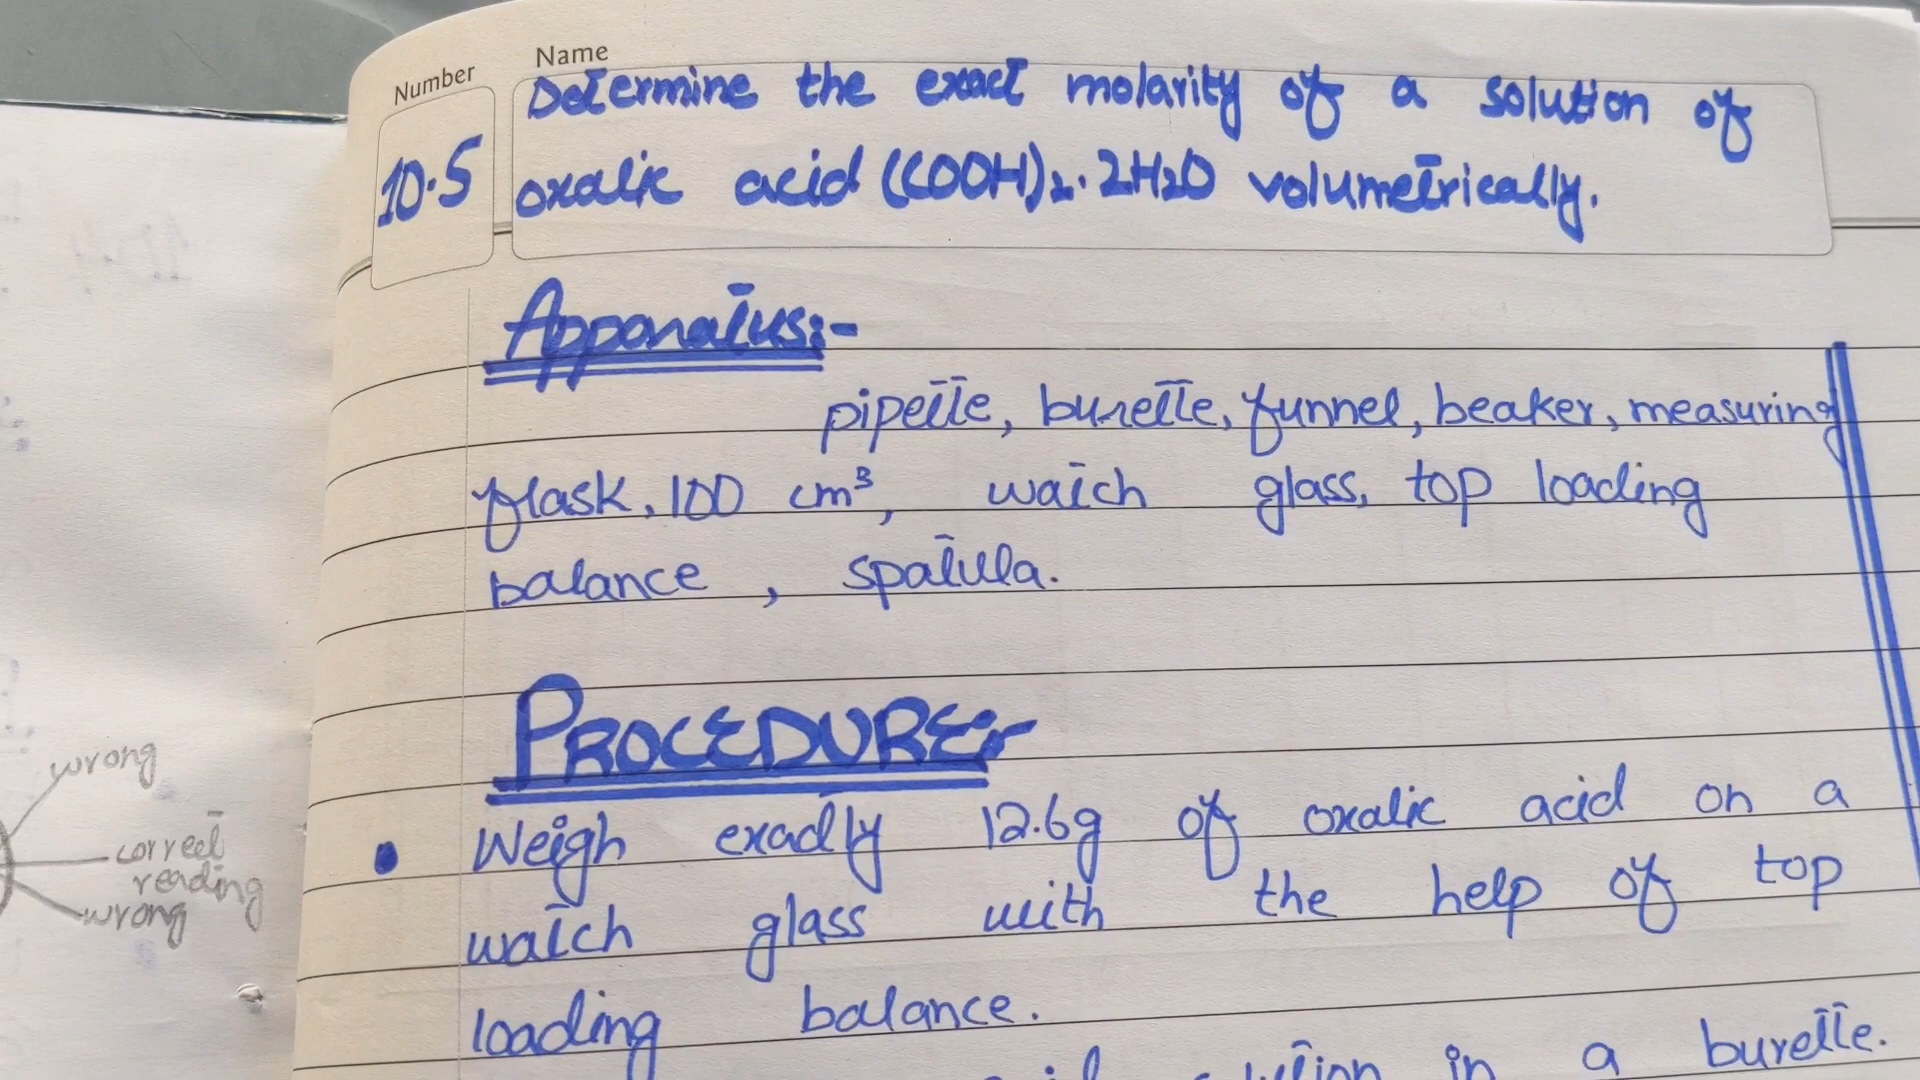 Number
Name
10.5
Determine the exact molarity of a solution of
oxalic acid (COOH)₂. 2H₂O volumetrically.
Apparatus:-
pipette, burette, funnel, beaker, measuring
flask, 100 cm³, watch glass, top loading
balance, spatula.
PROCEDURE:-
• Weigh exactly 12.6g of oxalic acid on a
watch glass with the help of top
loading balance.
in a burette.
wrong
correct
reading
wrong